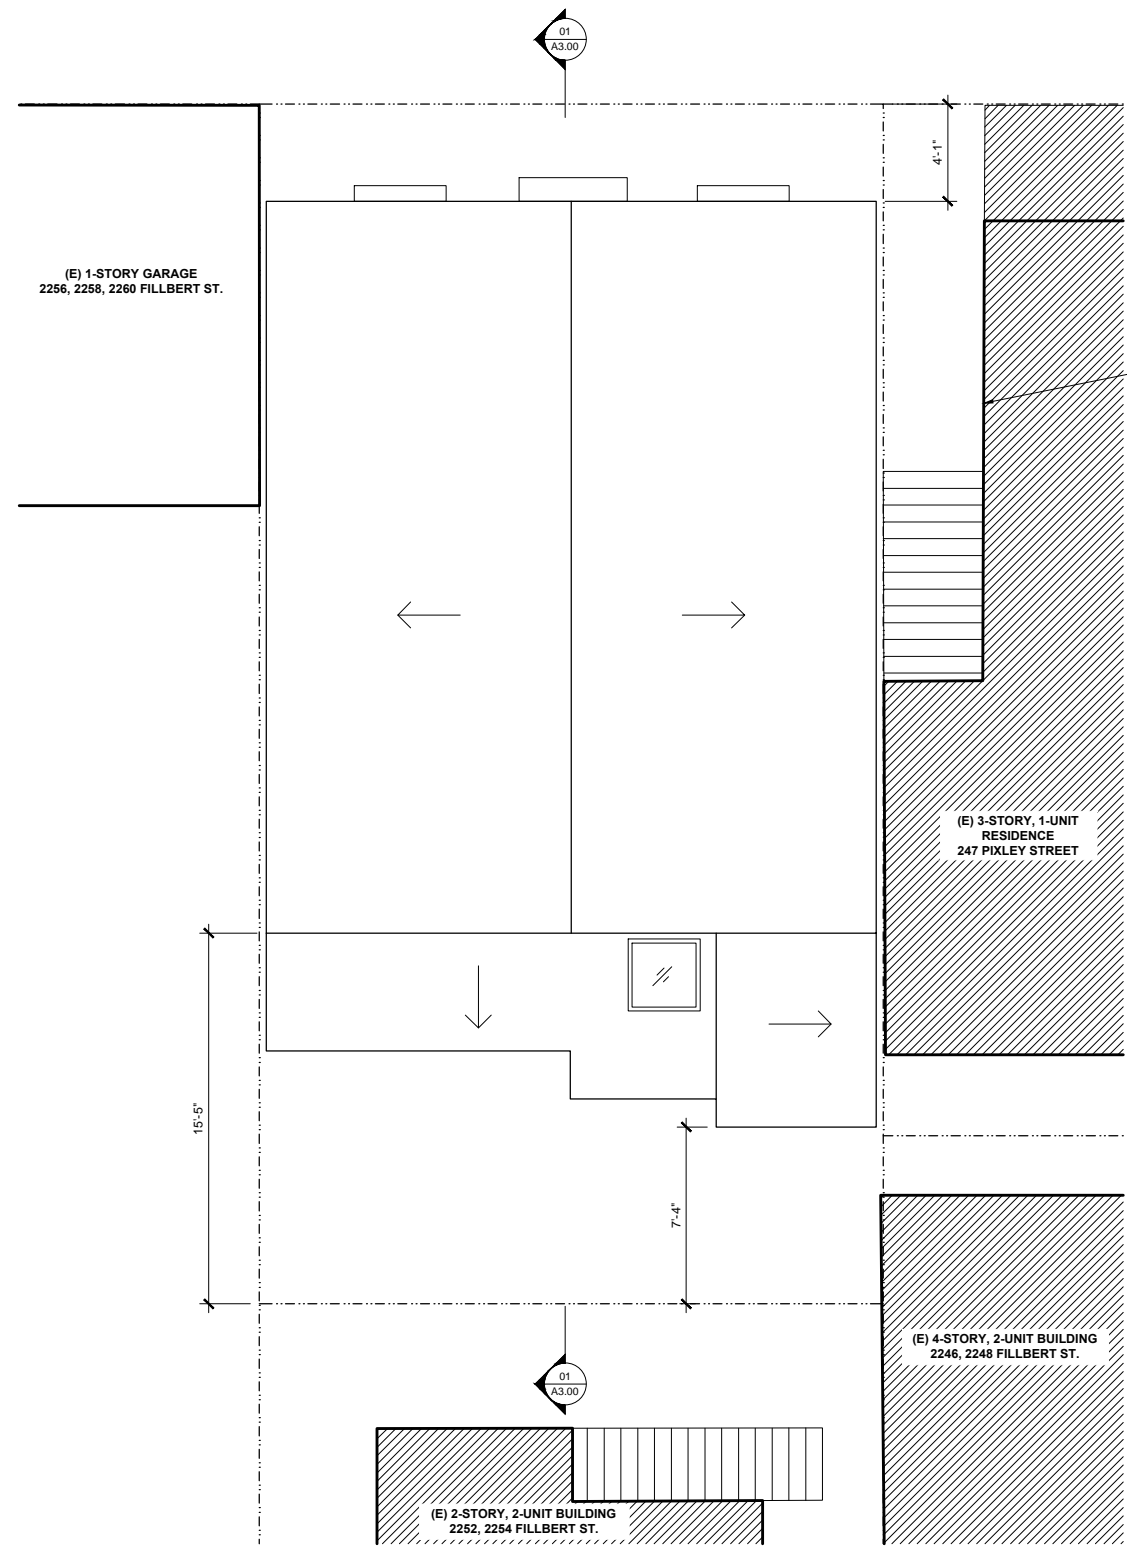 01
A3.00
4'-1"
(E) 1-STORY GARAGE
2256, 2258, 2260 FILLBERT ST.
(E) 3-STORY, 1-UNIT
RESIDENCE
247 PIXLEY STREET
15'-5"
7'-4"
(E) 4-STORY, 2-UNIT BUILDING
2246, 2248 FILLBERT ST.
01
A3.00
(E) 2-STORY, 2-UNIT BUILDING
2252, 2254 FILLBERT ST.